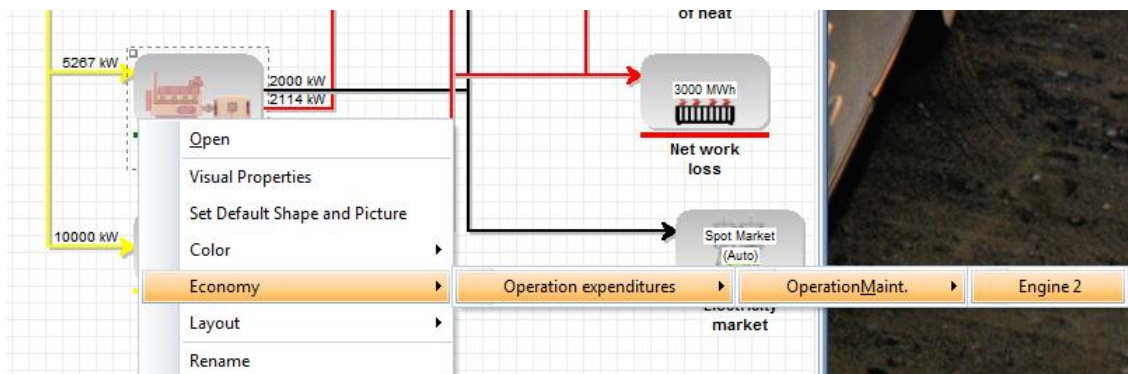 of heat
5267 kW
2000 kW
2114 kW
3000 MWh
Net work
loss
Open
Visual Properties
Set Default Shape and Picture
Color
10000 kW
Spot Market
(Auto)
Economy
Operation expenditures
OperationMaint.
Engine 2
Electricity
market
Layout
Rename